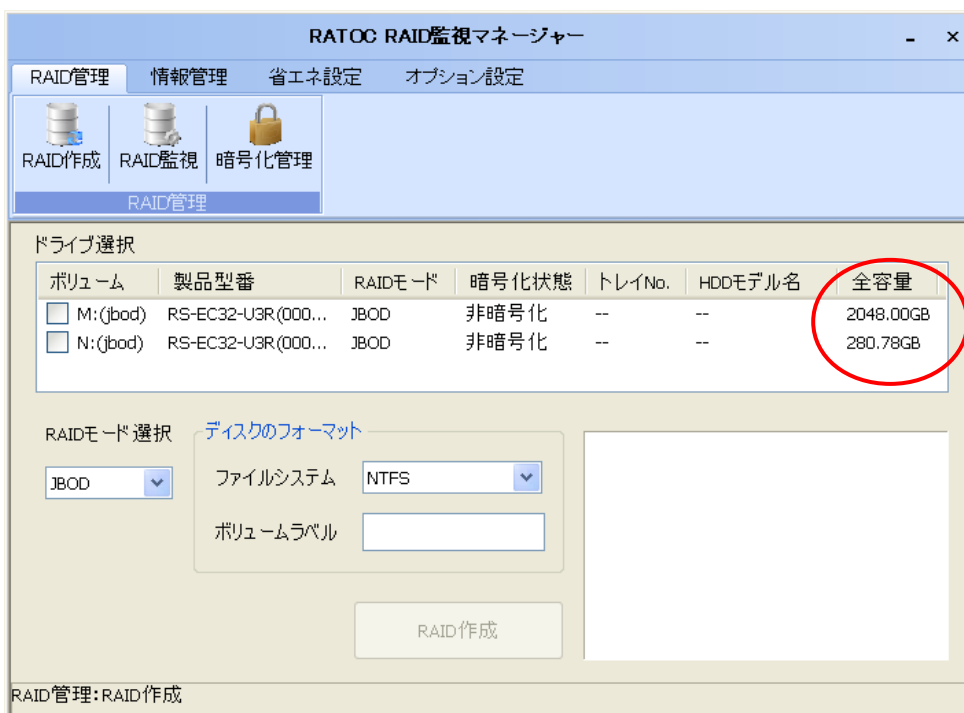 RATOC RAID監視マネージャー
RAID管理 情報管理 省エネ設定 オプション設定
RAID作成 RAID監視 暗号化管理
RAID管理
ドライブ選択
ボリューム 製品型番 RAIDモード 暗号化状態 トレイNo. HDDモデル名 全容量
M:(jbod) RS-EC32-U3R(000... JBOD 非暗号化 -- -- 2048.00GB
N:(jbod) RS-EC32-U3R(000... JBOD 非暗号化 -- -- 280.78GB
RAIDモード選択 ディスクのフォーマット
JBOD ファイルシステム NTFS
ボリュームラベル
RAID作成
RAID管理:RAID作成